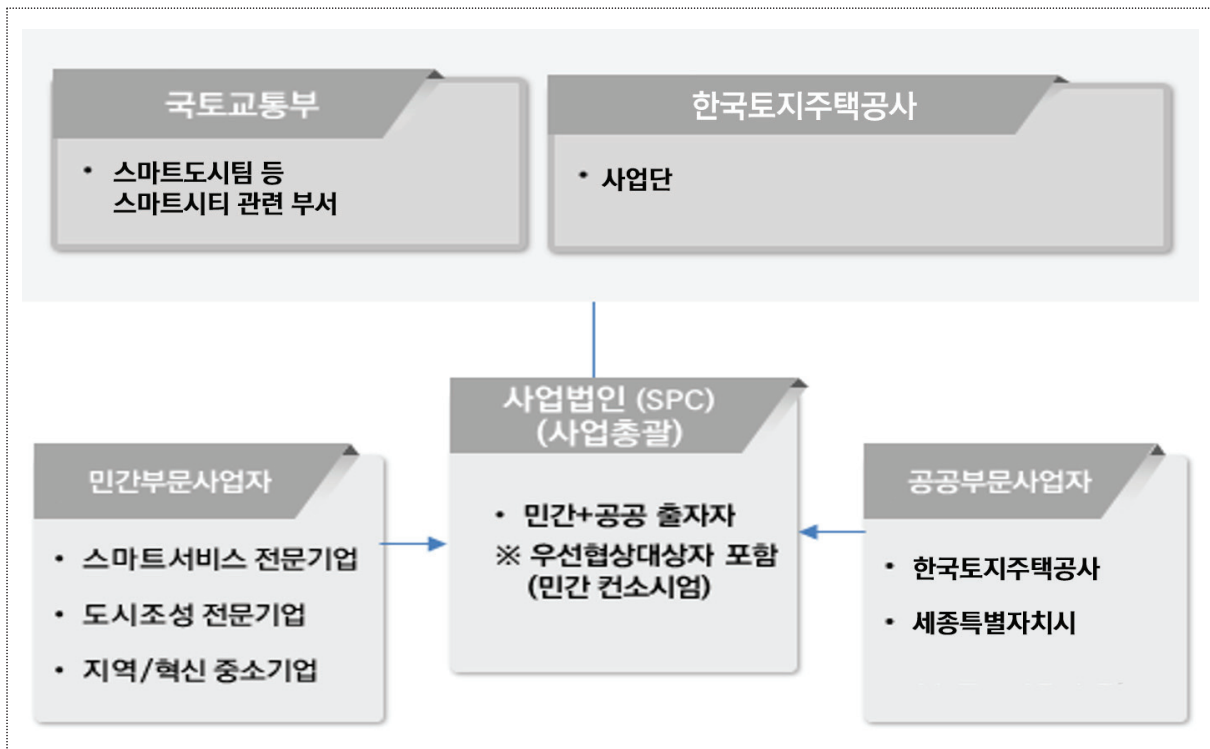 국토교통부
• 스마트도시팀 등
스마트시티 관련 부서
한국토지주택공사
• 사업단
사업법인 (SPC)
(사업총괄)
• 민간+공공 출자자
※ 우선협상대상자 포함
(민간 컨소시엄)
민간부문사업자
• 스마트서비스 전문기업
• 도시조성 전문기업
• 지역/혁신 중소기업
공공부문사업자
• 한국토지주택공사
• 세종특별자치시